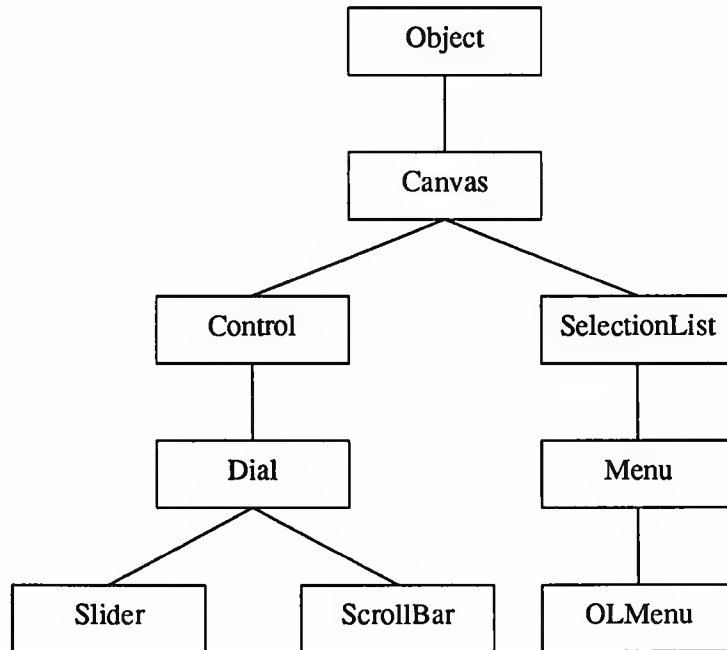 Object
Canvas
Control
SelectionList
Dial
Menu
Slider
ScrollBar
OLMenu